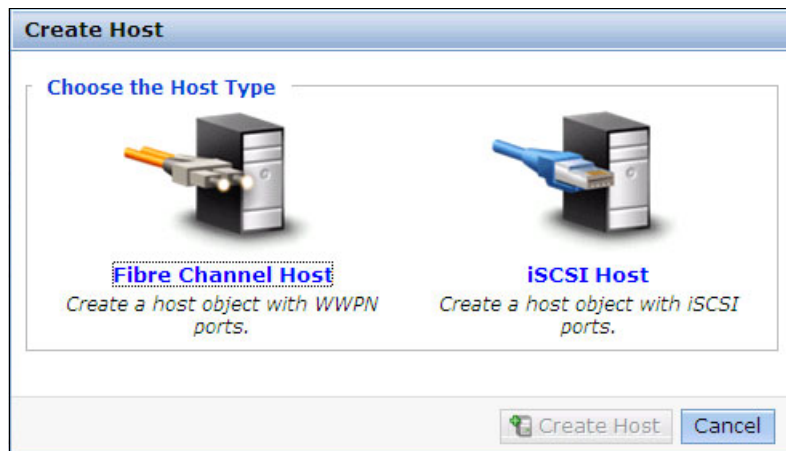 Create Host
Choose the Host Type
Fibre Channel Host
Create a host object with WWPN
ports.
iSCSI Host
Create a host object with iSCSI
ports.
Create Host
Cancel